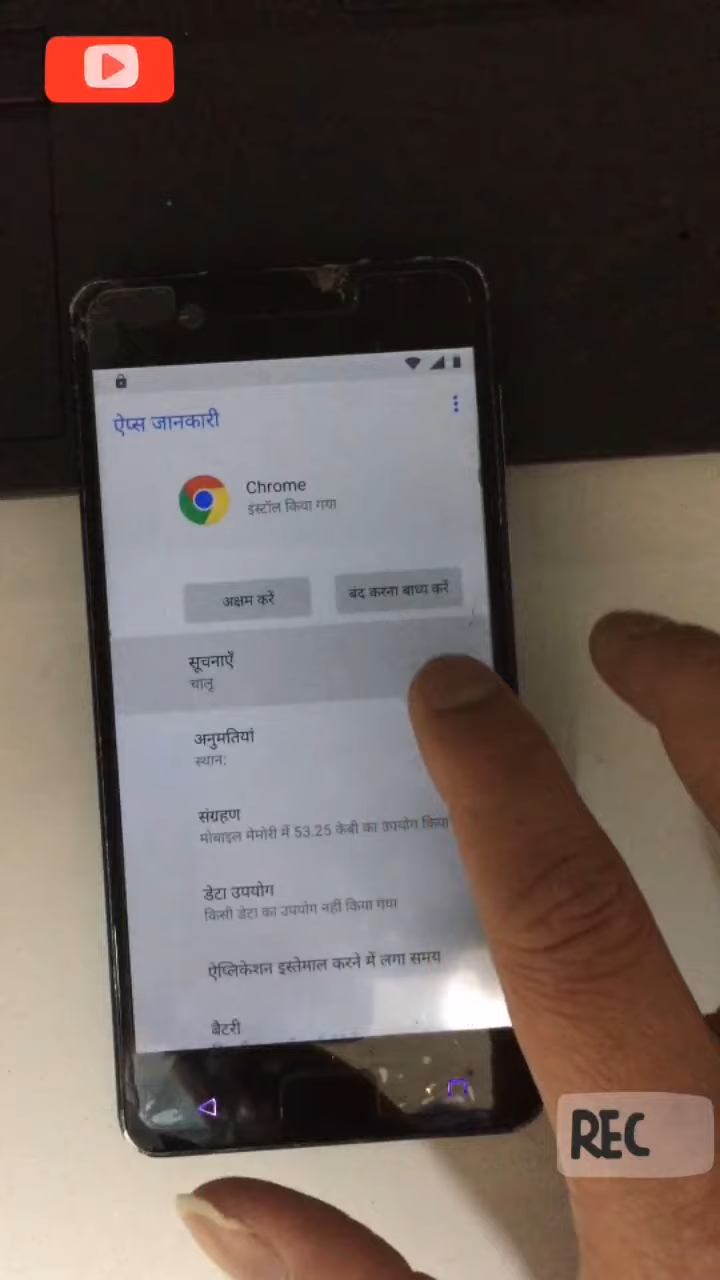 ऐप्स जानकारी
Chrome
इंस्टॉल किया गया
अक्षम करें
बंद करना बाध्य करें
सूचनाएँ
चालू
अनुमतियां
स्थान:
संग्रहण
मोबाइल मेमोरी में 53.25 केबी का उपयोग किया
डेटा उपयोग
किसी डेटा का उपयोग नहीं किया गया
ऐप्लिकेशन इस्तेमाल करने में लगा समय
बैटरी
REC